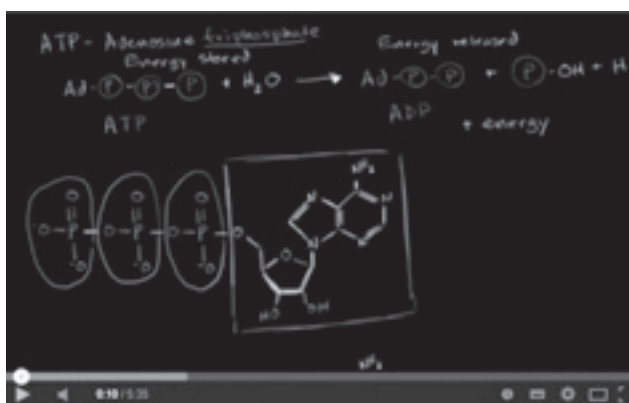 ATP - Adenosine triphosphate
Energy stored
Energy released
Ad - P - P - P + H2O → Ad - P - P + P - OH + H
ATP
ADP
+ energy
NH2
O O O
N N
-O - P - O - P - O - P - O
N N
-O -O -O
O
HO OH
NH2
0:10 / 5:35